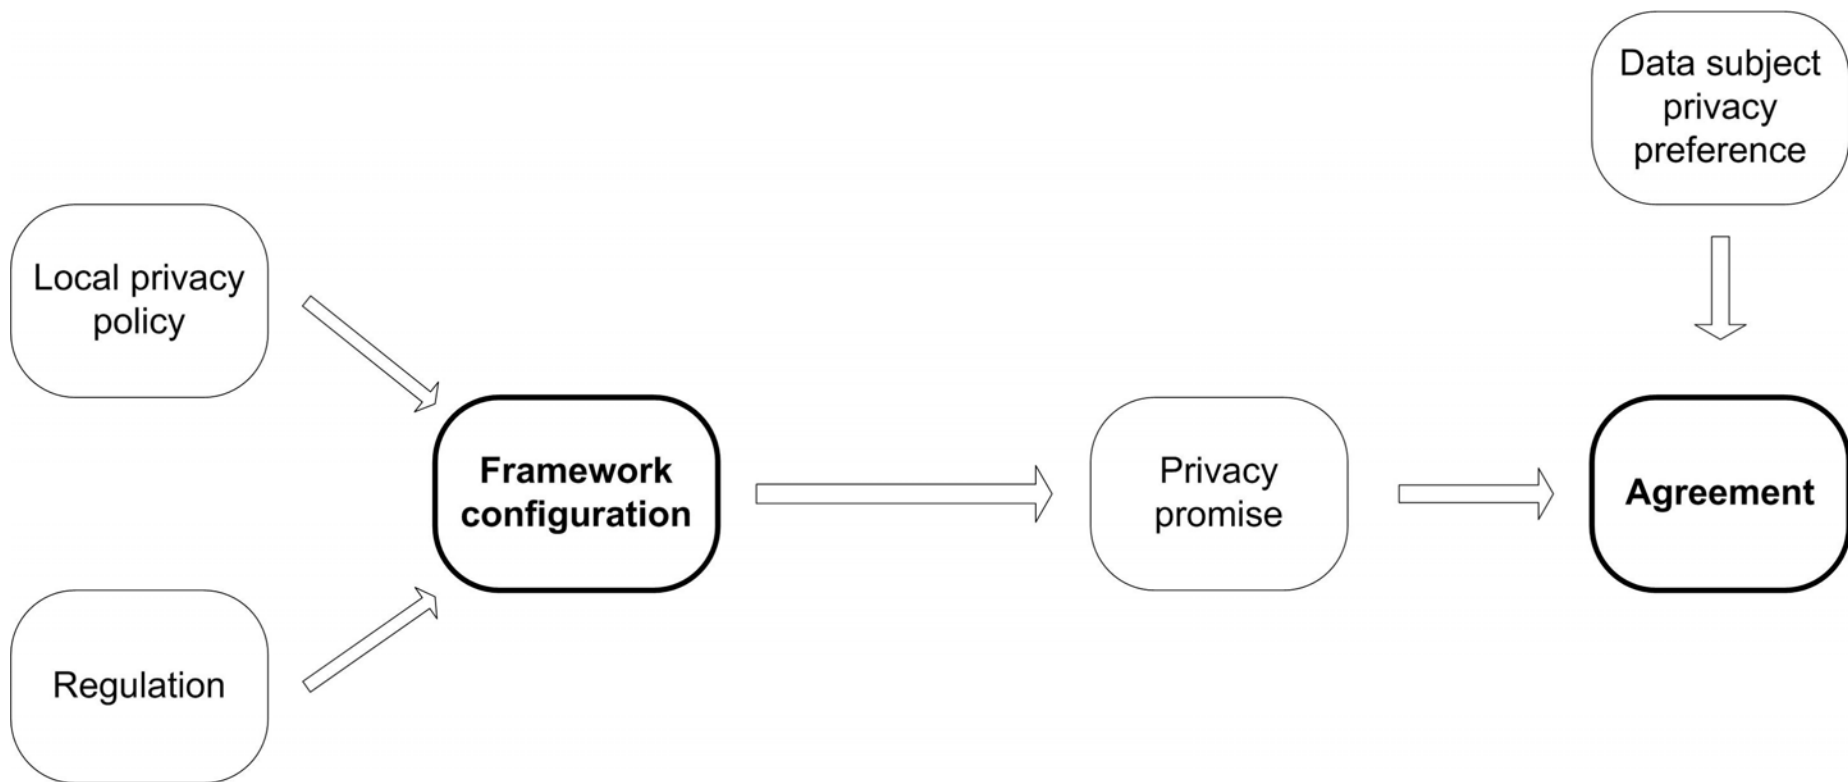 Data subject
privacy
preference
Local privacy
policy
Framework
configuration
Privacy
promise
Agreement
Regulation